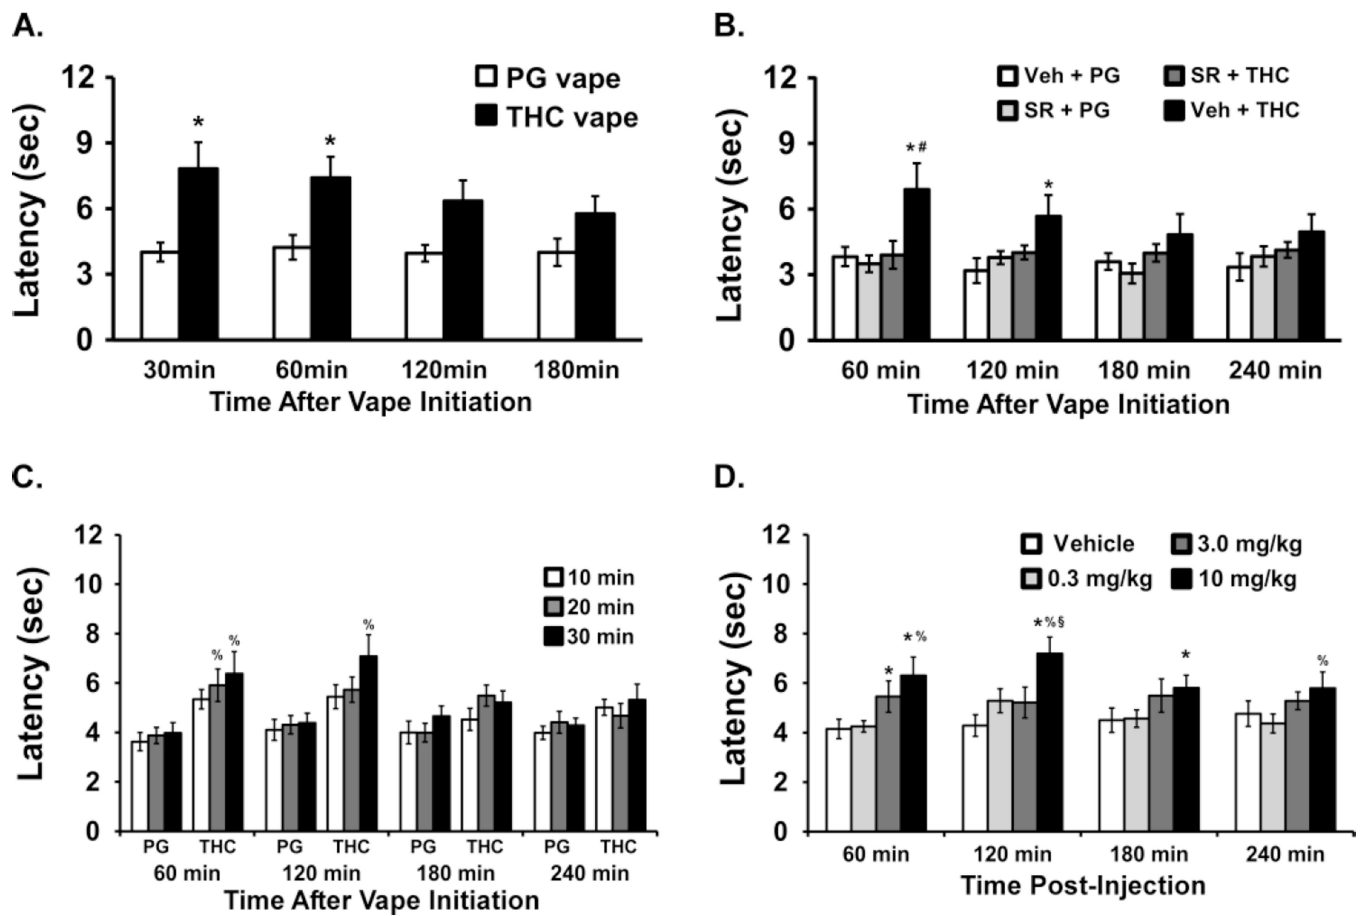 A.
12
9
6
3
0
Latency (sec)
PG vape
THC vape
*
*
30min 60min 120min 180min
Time After Vape Initiation
B.
12
9
6
3
0
Latency (sec)
Veh + PG SR + THC
SR + PG Veh + THC
*#
*
60 min 120 min 180 min 240 min
Time After Vape Initiation
C.
12
10
8
6
4
2
0
Latency (sec)
10 min
20 min
30 min
% % %
PG THC PG THC PG THC PG THC
60 min 120 min 180 min 240 min
Time After Vape Initiation
D.
12
10
8
6
4
2
0
Latency (sec)
Vehicle 3.0 mg/kg
0.3 mg/kg 10 mg/kg
* *% *%§ * %
60 min 120 min 180 min 240 min
Time Post-Injection